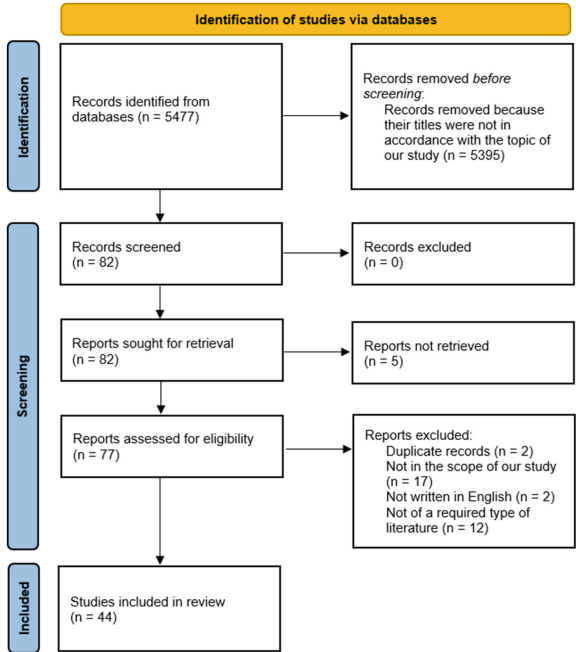 Identification of studies via databases
Identification
Records identified from
databases (n = 5477)
Records removed before
screening:
Records removed because
their titles were not in
accordance with the topic of
our study (n = 5395)
Screening
Records screened
(n = 82)
Records excluded
(n = 0)
Reports sought for retrieval
(n = 82)
Reports not retrieved
(n = 5)
Reports assessed for eligibility
(n = 77)
Reports excluded:
Duplicate records (n = 2)
Not in the scope of our study
(n = 17)
Not written in English (n = 2)
Not of a required type of
literature (n = 12)
Included
Studies included in review
(n = 44)